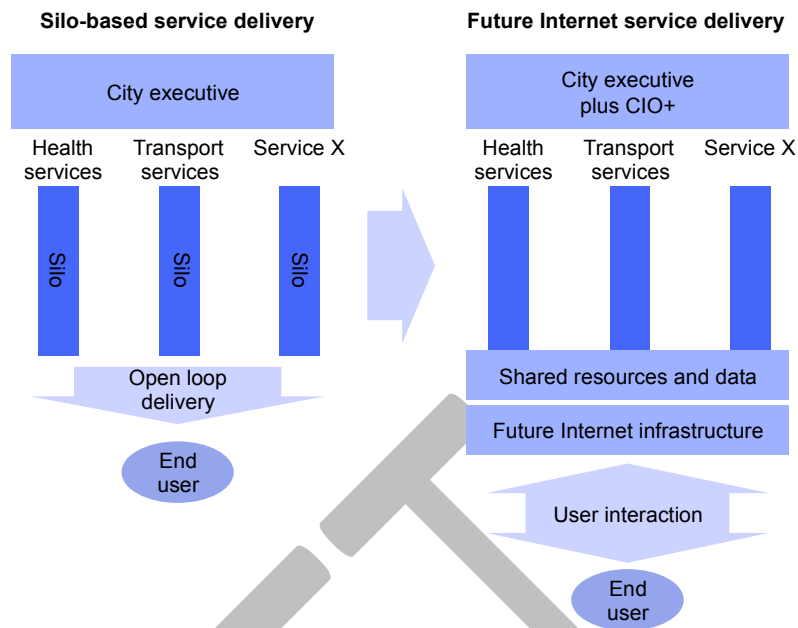 Silo-based service delivery
City executive
Health services
Transport services
Service X
Silo
Silo
Silo
Open loop
delivery
End
user
Future Internet service delivery
City executive
plus CIO+
Health
services
Transport
services
Service X
Shared resources and data
Future Internet infrastructure
User interaction
End
user